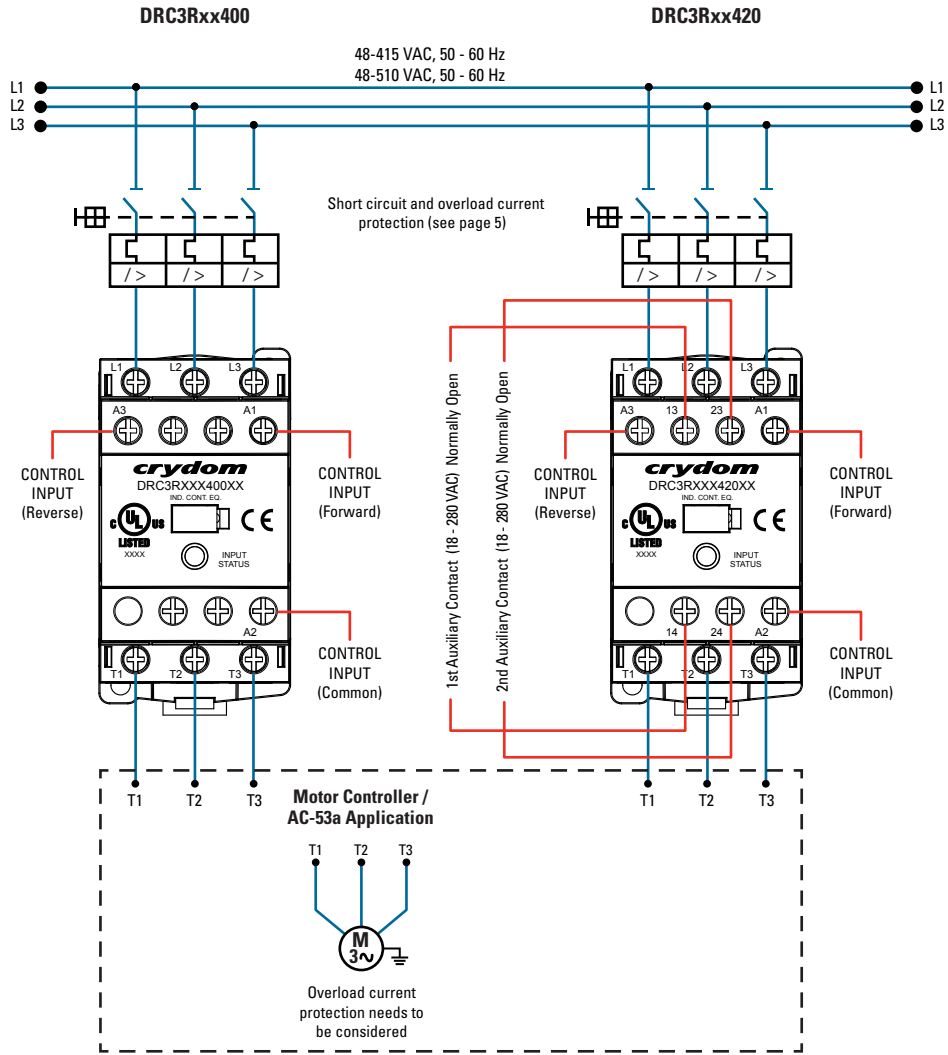 DRC3Rxx400
DRC3Rxx420
48-415 VAC, 50 - 60 Hz
48-510 VAC, 50 - 60 Hz
L1
L2
L3
L1
L2
L3
Short circuit and overload current
protection (see page 5)
/ >
/ >
/ >
/ >
/ >
/ >
L1
L2
L3
A3
A1
CONTROL
INPUT
(Reverse)
CONTROL
INPUT
(Forward)
crydom
DRC3RXXX400XX
IND. CONT. EQ.
C UL US
LISTED
XXXX
CE
INPUT
STATUS
A2
CONTROL
INPUT
(Common)
T1
T2
T3
1st Auxiliary Contact (18 - 280 VAC) Normally Open
2nd Auxiliary Contact (18 - 280 VAC) Normally Open
L1
L2
L3
A3
13
23
A1
CONTROL
INPUT
(Reverse)
CONTROL
INPUT
(Forward)
crydom
DRC3RXXX420XX
IND. CONT. EQ.
C UL US
LISTED
XXXX
CE
INPUT
STATUS
14
24
A2
CONTROL
INPUT
(Common)
T1
T2
T3
T1
T2
T3
T1
T2
T3
Motor Controller /
AC-53a Application
T1
T2
T3
M
3~
Overload current
protection needs to
be considered